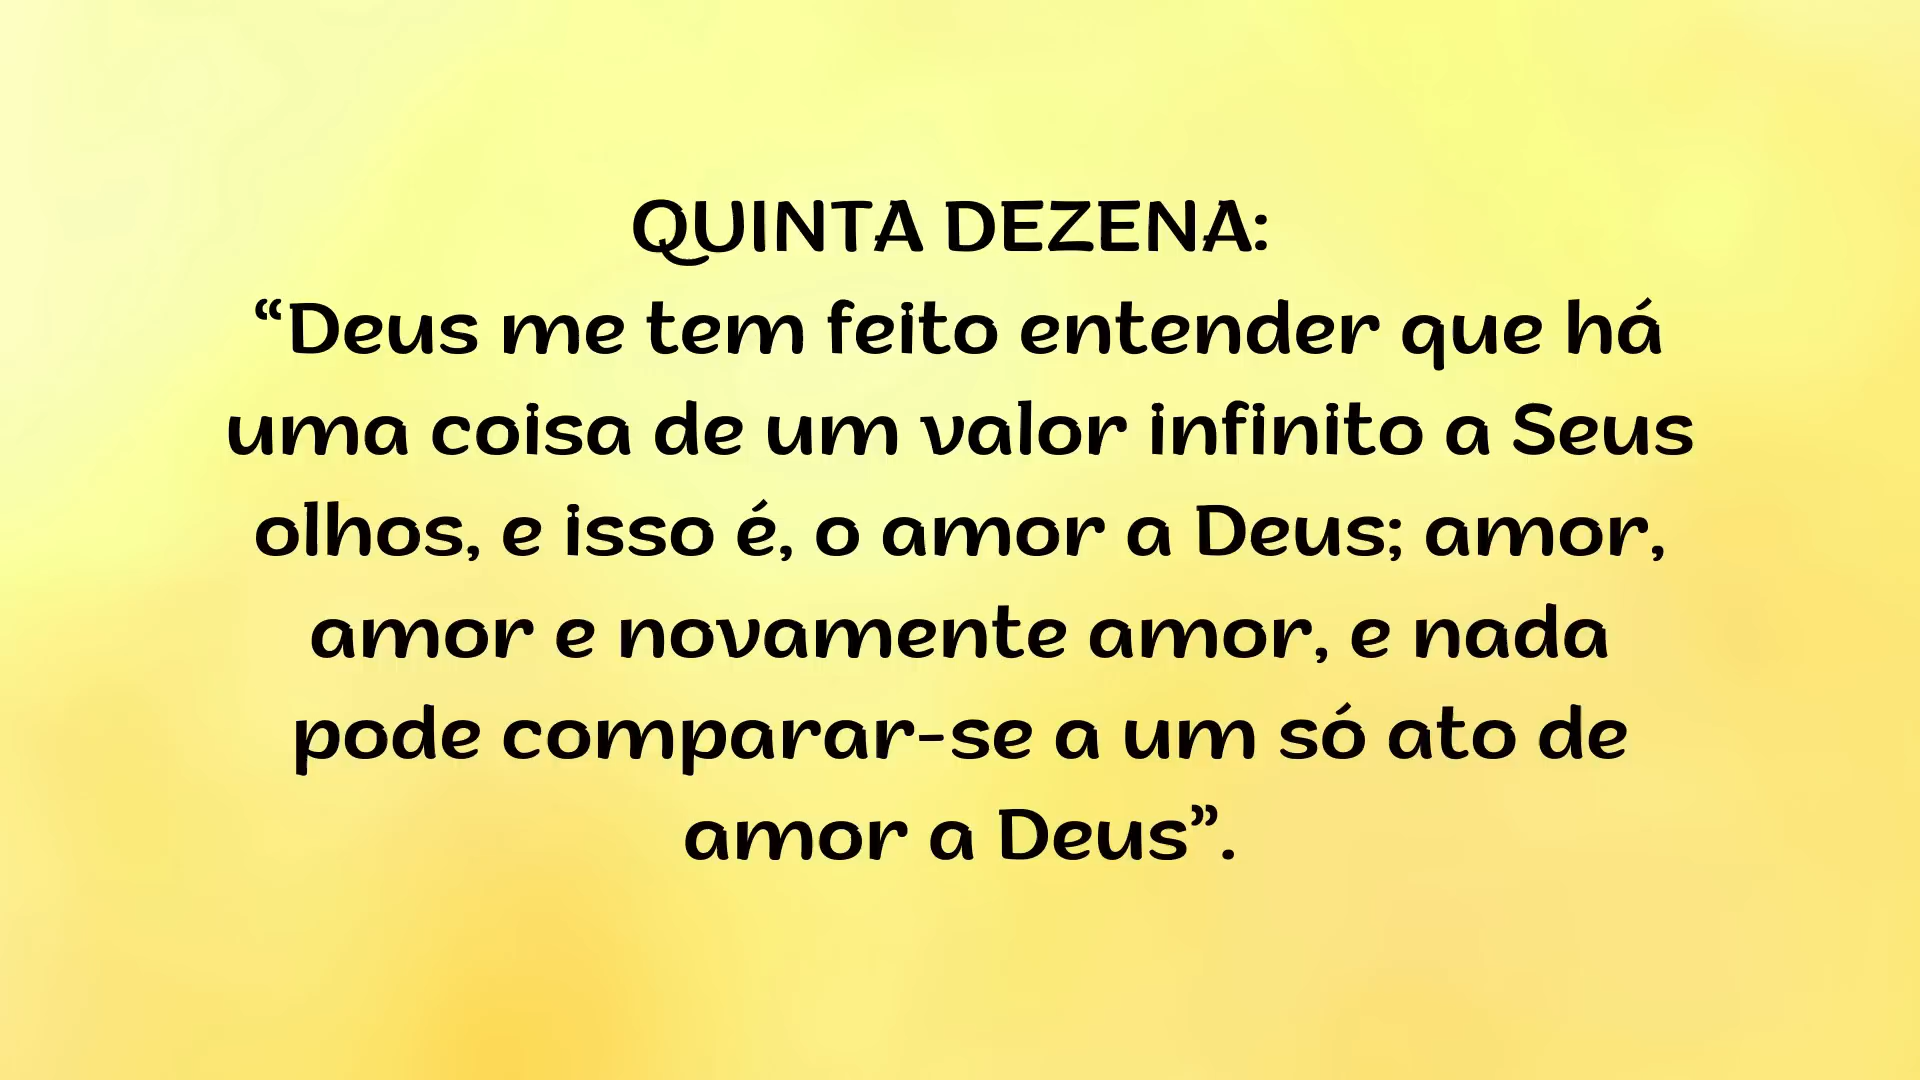 QUINTA DEZENA:
“Deus me tem feito entender que há
uma coisa de um valor infinito a Seus
olhos, e isso é, o amor a Deus; amor,
amor e novamente amor, e nada
pode comparar-se a um só ato de
amor a Deus”.